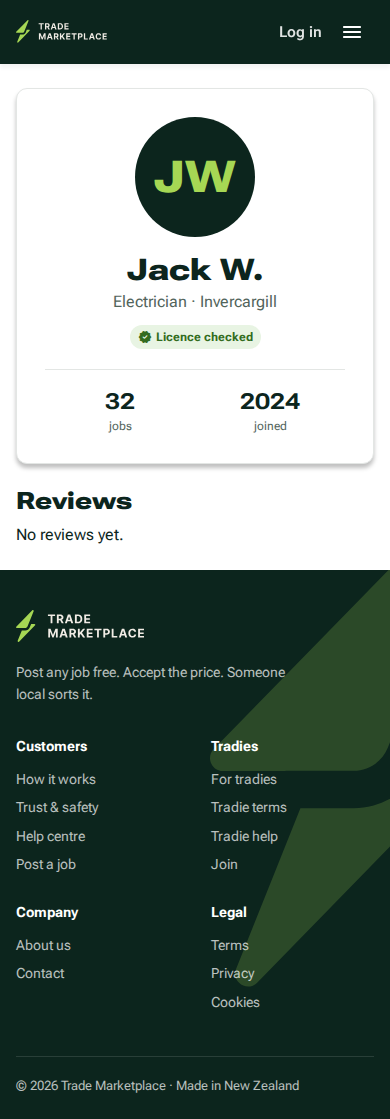 TRADE
MARKETPLACE
Log in
JW
Jack W.
Electrician · Invercargill
Licence checked
32
jobs
2024
joined
Reviews
No reviews yet.
TRADE
MARKETPLACE
Post any job free. Accept the price. Someone
local sorts it.
Customers
How it works
Trust & safety
Help centre
Post a job
Tradies
For tradies
Tradie terms
Tradie help
Join
Company
About us
Contact
Legal
Terms
Privacy
Cookies
© 2026 Trade Marketplace · Made in New Zealand